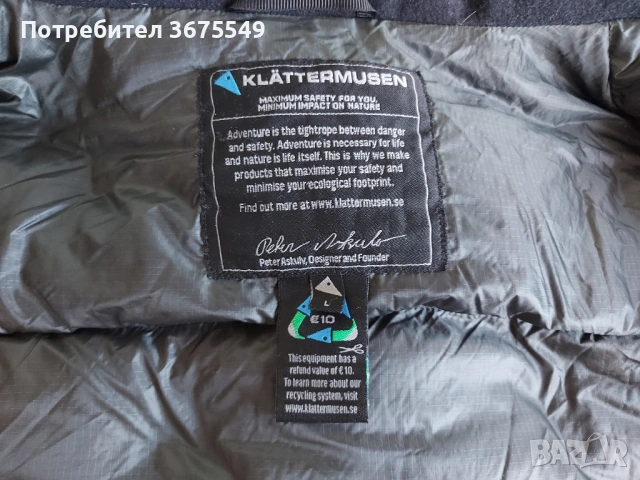 Потребител 3675549
KLÄTTERMUSEN
MAXIMUM SAFETY FOR YOU,
MINIMUM IMPACT ON NATURE
Adventure is the tightrope between danger
and safety. Adventure is necessary for life
and nature is life itself. This is why we make
products that maximise your safety and
minimise your ecological footprint.
Find out more at www.klattermusen.se
Peter Askulv
Peter Askulv, Designer and Founder
L
€10
This equipment has a
refund value of €10.
To learn more about our
recycling system, visit
www.klattermusen.se
BAZAR